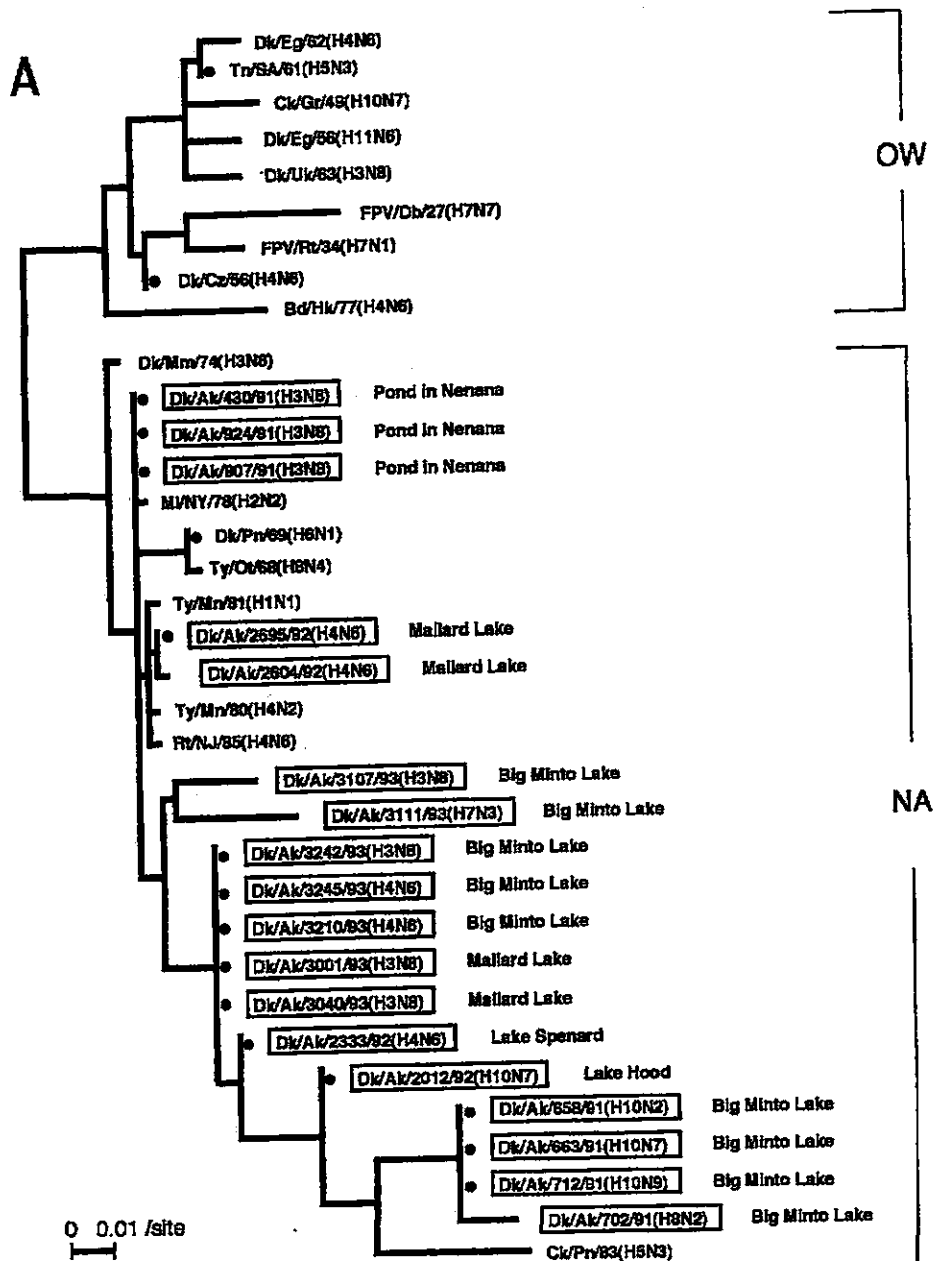 A
Dk/Eg/62(H4N6)
Tn/SA/61(H5N3)
Ck/Gr/49(H10N7)
Dk/Eg/56(H11N6)
Dk/Uk/63(H3N8)
OW
FPV/Db/27(H7N7)
FPV/Rt/34(H7N1)
Dk/Cz/56(H4N6)
Bd/Hk/77(H4N6)
Dk/Mm/74(H3N8)
Dk/Ak/430/91(H3N8) Pond in Nenana
Dk/Ak/924/91(H3N8) Pond in Nenana
Dk/Ak/907/91(H3N8) Pond in Nenana
Ml/NY/78(H2N2)
Dk/Pn/69(H6N1)
Ty/Ot/68(H8N4)
Ty/Mn/81(H1N1)
Dk/Ak/2695/92(H4N6) Mallard Lake
Dk/Ak/2604/92(H4N6) Mallard Lake
Ty/Mn/80(H4N2)
Rt/NJ/85(H4N6)
Dk/Ak/3107/93(H3N8) Big Minto Lake
NA
Dk/Ak/3111/93(H7N3) Big Minto Lake
Dk/Ak/3242/93(H3N8) Big Minto Lake
Dk/Ak/3245/93(H4N6) Big Minto Lake
Dk/Ak/3210/93(H4N6) Big Minto Lake
Dk/Ak/3001/93(H3N8) Mallard Lake
Dk/Ak/3040/93(H3N8) Mallard Lake
Dk/Ak/2333/92(H4N6) Lake Spenard
Dk/Ak/2012/92(H10N7) Lake Hood
Dk/Ak/658/91(H10N2) Big Minto Lake
Dk/Ak/663/91(H10N7) Big Minto Lake
Dk/Ak/712/91(H10N9) Big Minto Lake
Dk/Ak/702/91(H8N2) Big Minto Lake
Ck/Pn/83(H5N3)
0 0.01 /site